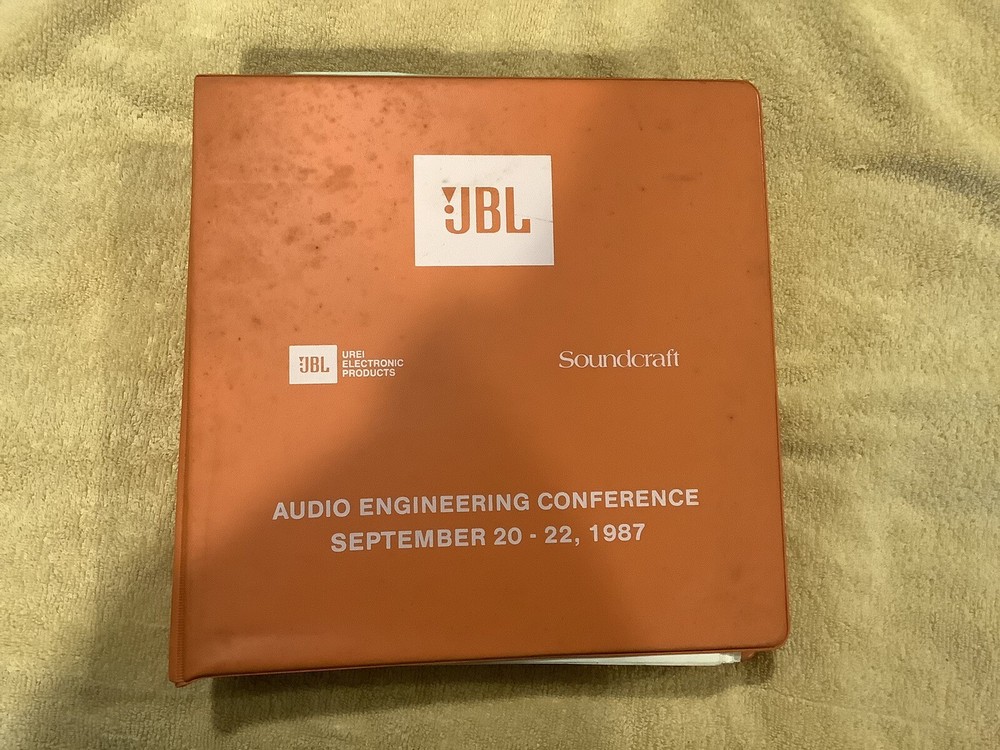 JBL
JBL
UREI
ELECTRONIC
PRODUCTS
Soundcraft
AUDIO ENGINEERING CONFERENCE
SEPTEMBER 20 - 22, 1987